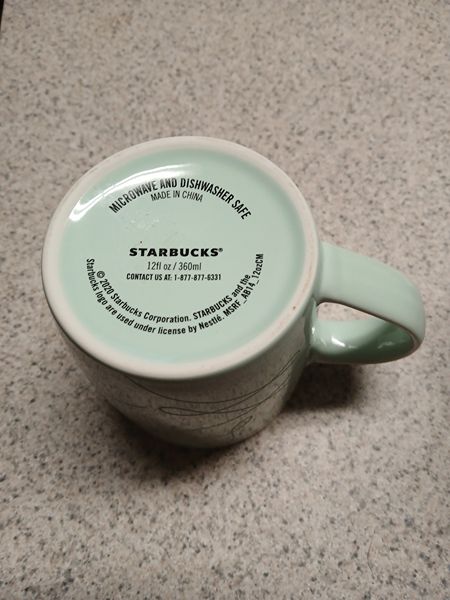 MICROWAVE AND DISHWASHER SAFE
MADE IN CHINA
STARBUCKS®
12fl oz / 360ml
CONTACT US AT: 1-877-877-6331
© 2020 Starbucks Corporation. STARBUCKS and the
Starbucks logo are used under license by Nestlé. MSRF_AB14_12ozCM